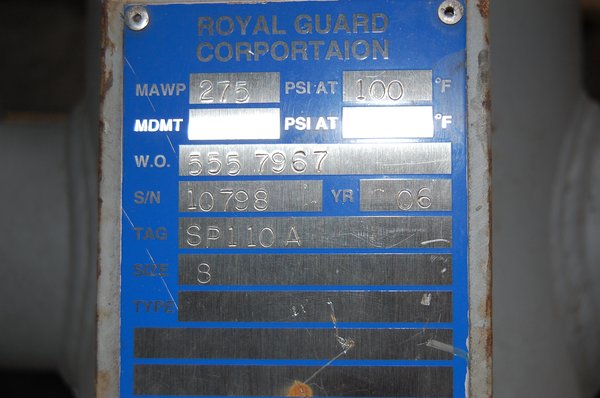 ROYAL GUARD
CORPORTAION
MAWP 275 PSI AT 100 °F
MDMT PSI AT °F
W.O. 555 7967
S/N 10798 YR 06
TAG SP110 A
SIZE 8
TYPE